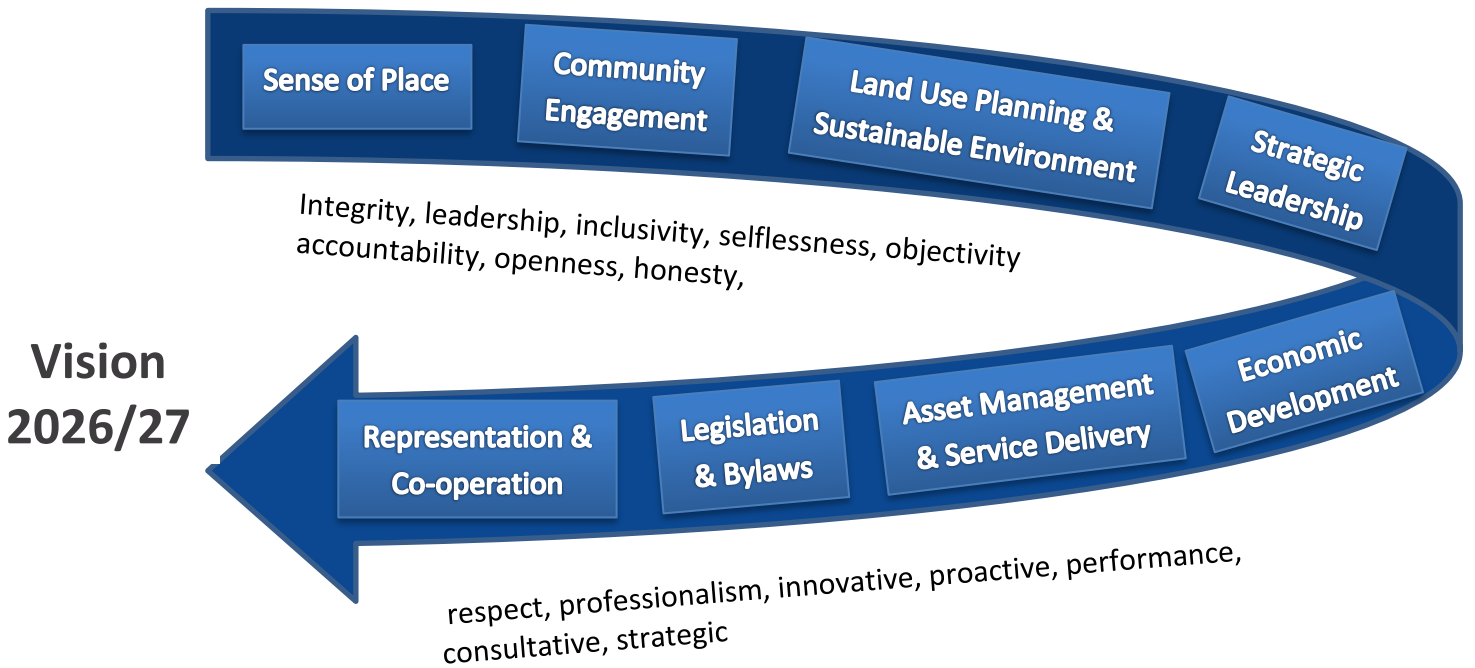 Sense of Place
Community
Engagement
Land Use Planning &
Sustainable Environment
Strategic
Leadership
Integrity, leadership, inclusivity, selflessness, objectivity
accountability, openness, honesty,
Economic
Development
Asset Management
& Service Delivery
Legislation
& Bylaws
Representation &
Co-operation
Vision
2026/27
respect, professionalism, innovative, proactive, performance,
consultative, strategic